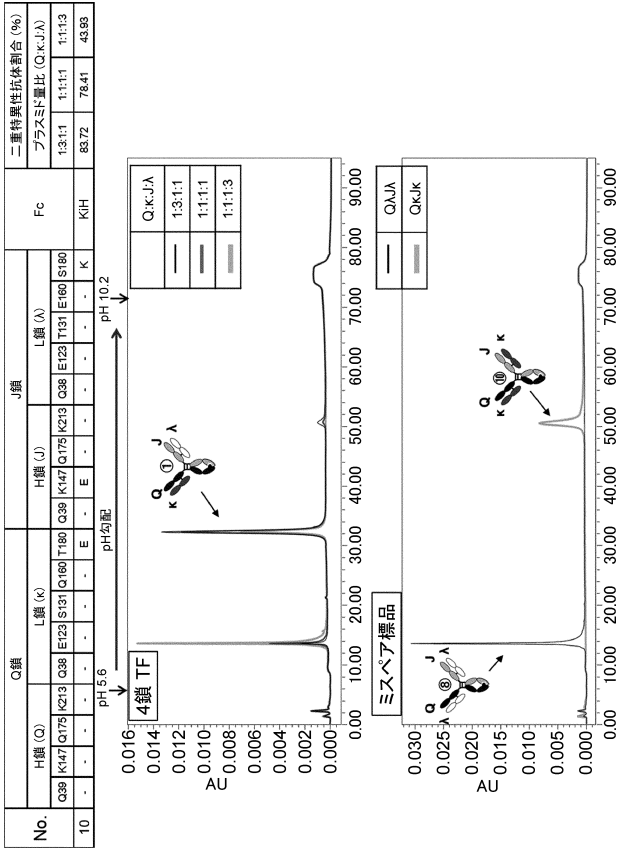 No. Q鎖 J鎖 Fc 二重特異性抗体割合 (%)
H鎖 (Q) L鎖 (κ) H鎖 (J) L鎖 (λ) プラスミド量比 (Q:κ:J:λ)
Q39 K147 Q175 K213 Q38 E123 S131 Q160 T180 Q39 K147 Q175 K213 Q38 E123 T131 E160 S180 1:3:1:1 1:1:1:1 1:1:1:3
10 - - - - - - - - E - E - - - - - - K KiH 83.72 78.41 43.93
pH 5.6 pH勾配 pH 10.2
4鎖 TF
Q:κ:J:λ
1:3:1:1
1:1:1:1
1:1:1:3
① Q J
κ λ
AU
0.016
0.014
0.012
0.010
0.008
0.006
0.004
0.002
0.000
0.00 10.00 20.00 30.00 40.00 50.00 60.00 70.00 80.00 90.00
ミスペア標品
QλJλ
QκJκ
⑧ Q J
λ λ
⑩ Q J
κ κ
AU
0.030
0.025
0.020
0.015
0.010
0.005
0.000
0.00 10.00 20.00 30.00 40.00 50.00 60.00 70.00 80.00 90.00